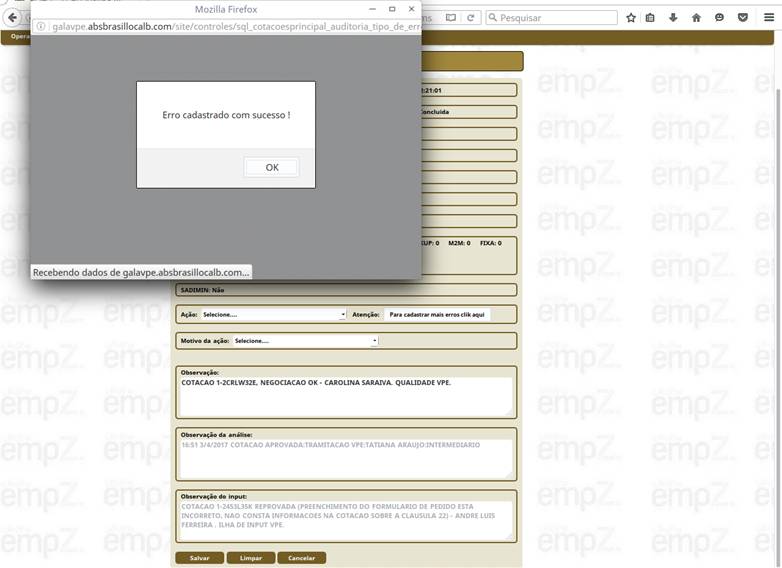 Mozilla Firefox
galavpe.absbrasillocalb.com/site/controles/sql_cotacoesprincipal_auditoria_tipo_de_err
Pesquisar
Opera
Erro cadastrado com sucesso !
OK
:21:01
Concluida
KUP: 0 M2M: 0 FIXA: 0
Recebendo dados de galavpe.absbrasillocalb.com...
SADIMIN: Não
Ação: Selecione.... Atenção: Para cadastrar mais erros clik aqui
Motivo da ação: Selecione....
Observação:
COTACAO 1-2CRLW32E, NEGOCIACAO OK - CAROLINA SARAIVA. QUALIDADE VPE.
Observação da análise:
16:51 3/4/2017 COTACAO APROVADA:TRAMITACAO VPE:TATIANA ARAUJO:INTERMEDIARIO
Observação do input:
COTACAO 1-24S3L35K REPROVADA (PREENCHIMENTO DO FORMULARIO DE PEDIDO ESTA
INCORRETO, NAO CONSTA INFORMACOES NA COTACAO SOBRE A CLAUSULA 22) - ANDRE LUIS
FERREIRA . ILHA DE INPUT VPE.
Salvar Limpar Cancelar